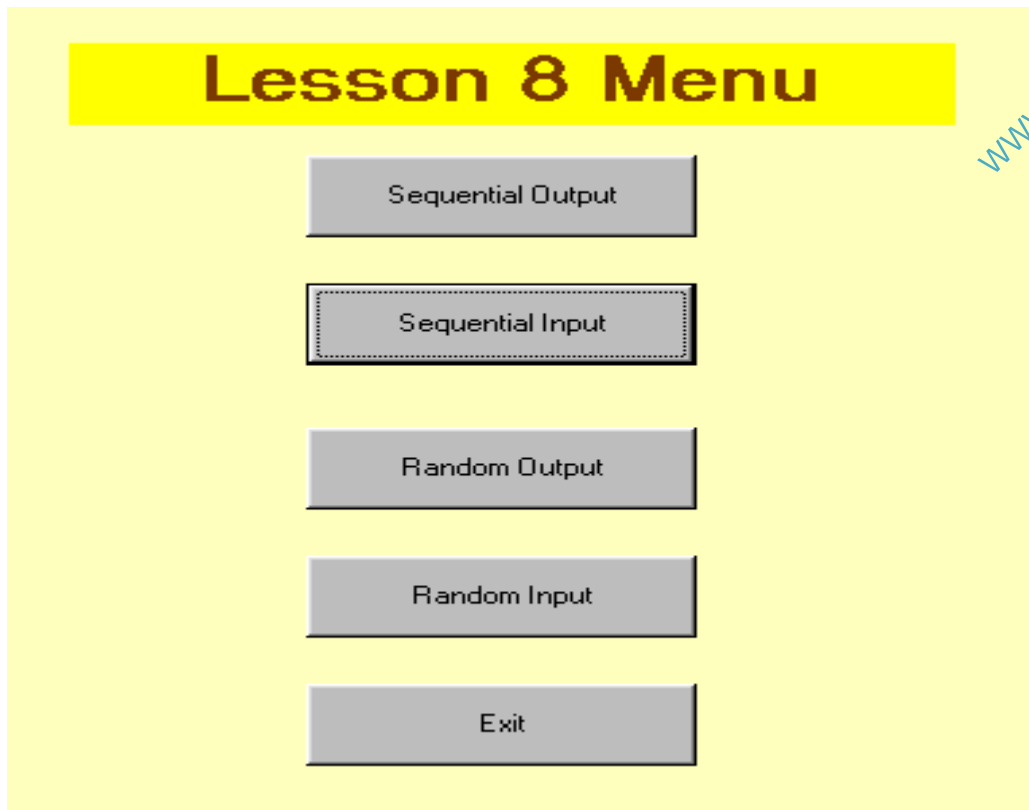 Lesson 8 Menu
Sequential Output
Sequential Input
Random Output
Random Input
Exit